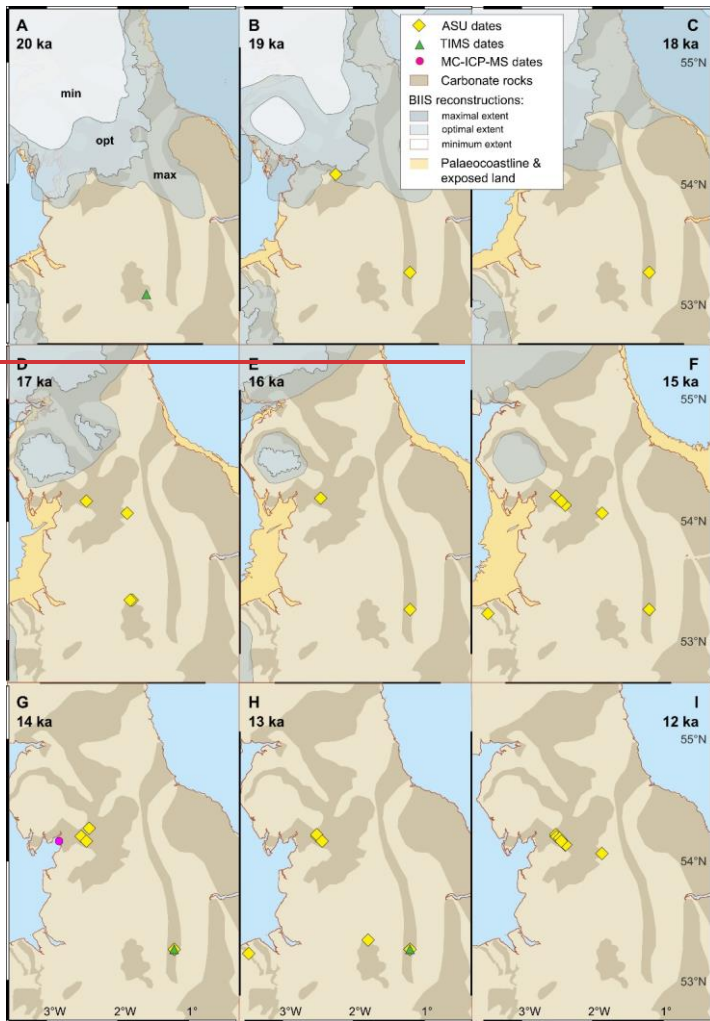 A
20 ka
min
opt
max
B
19 ka
C
18 ka
ASU dates
TIMS dates
MC-ICP-MS dates
Carbonate rocks
BIIS reconstructions:
maximal extent
optimal extent
minimum extent
Palaeocoastline &
exposed land
55°N
54°N
53°N
D
17 ka
E
16 ka
F
15 ka
55°N
54°N
53°N
G
14 ka
H
13 ka
I
12 ka
55°N
54°N
53°N
3°W 2°W 1°
3°W 2°W 1°
3°W 2°W 1°